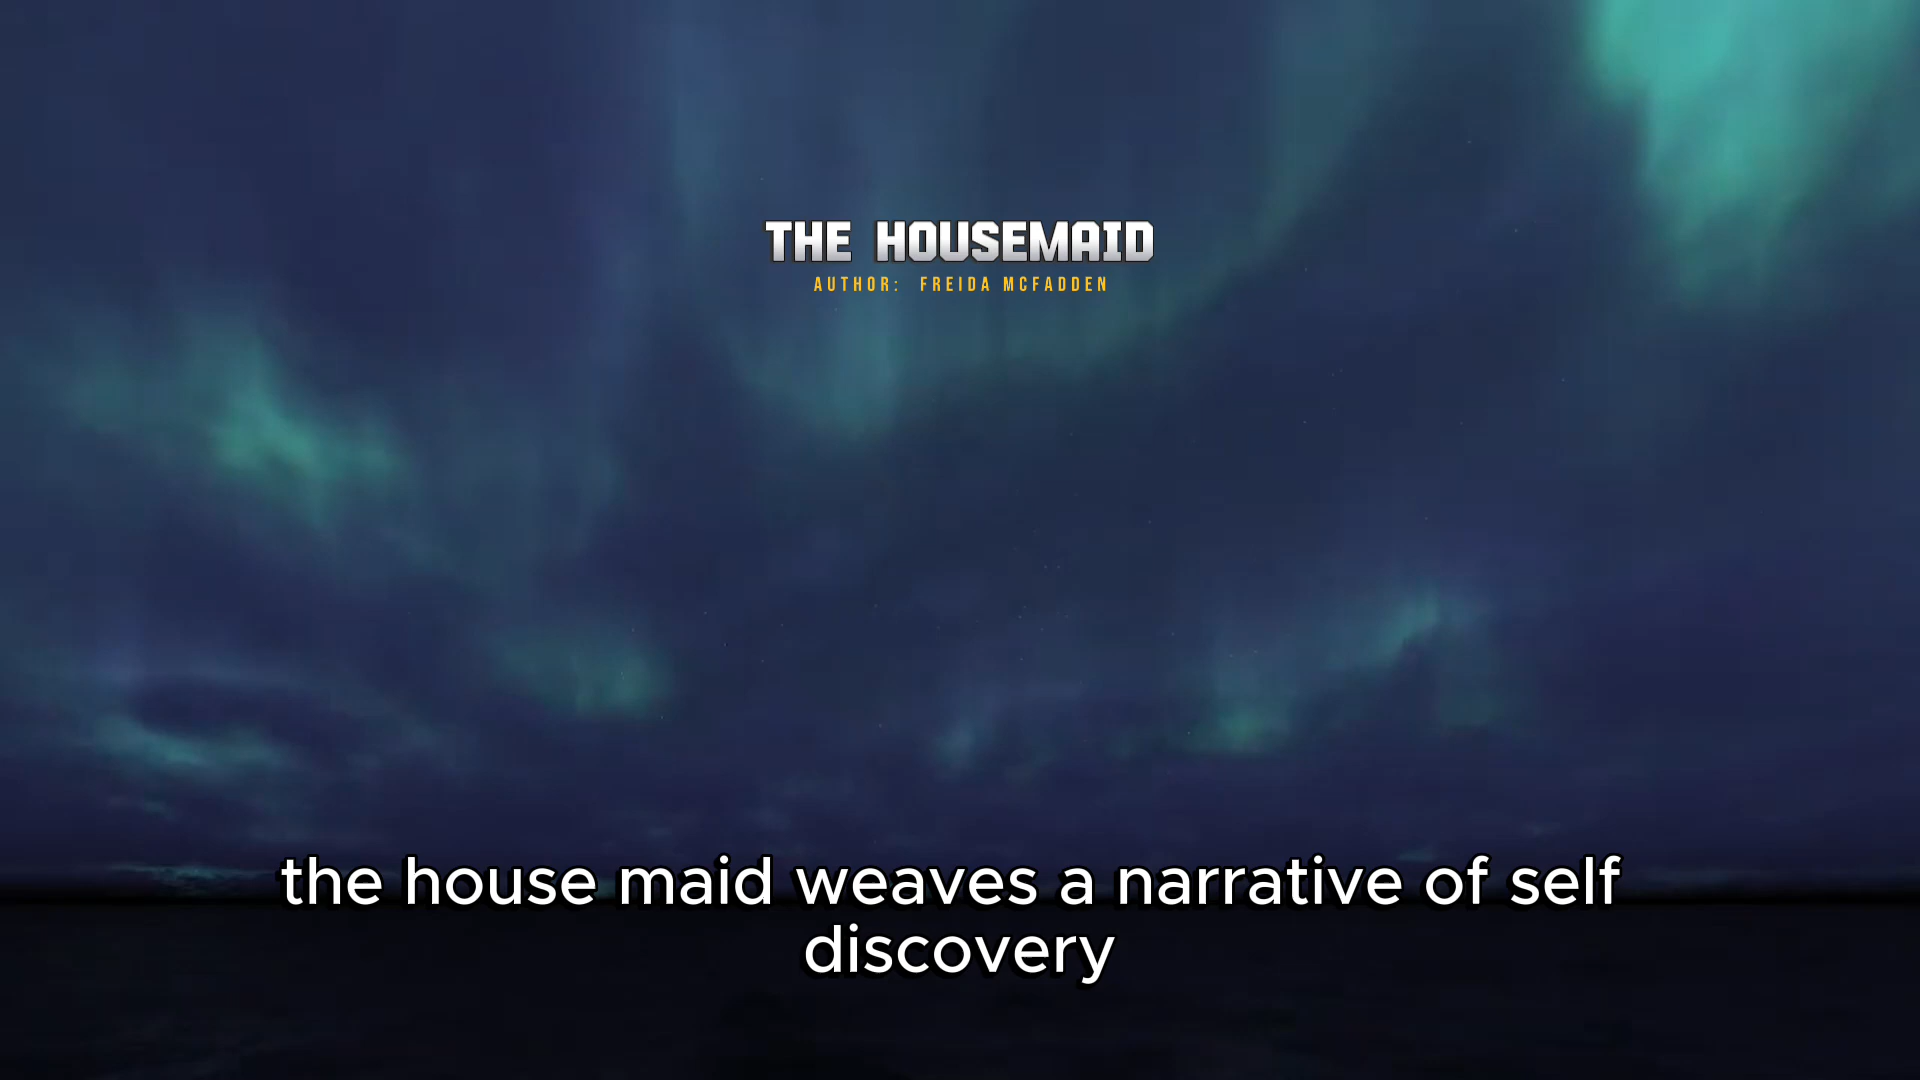 THE HOUSEMAID
AUTHOR: FREIDA MCFADDEN
the house maid weaves a narrative of self
discovery